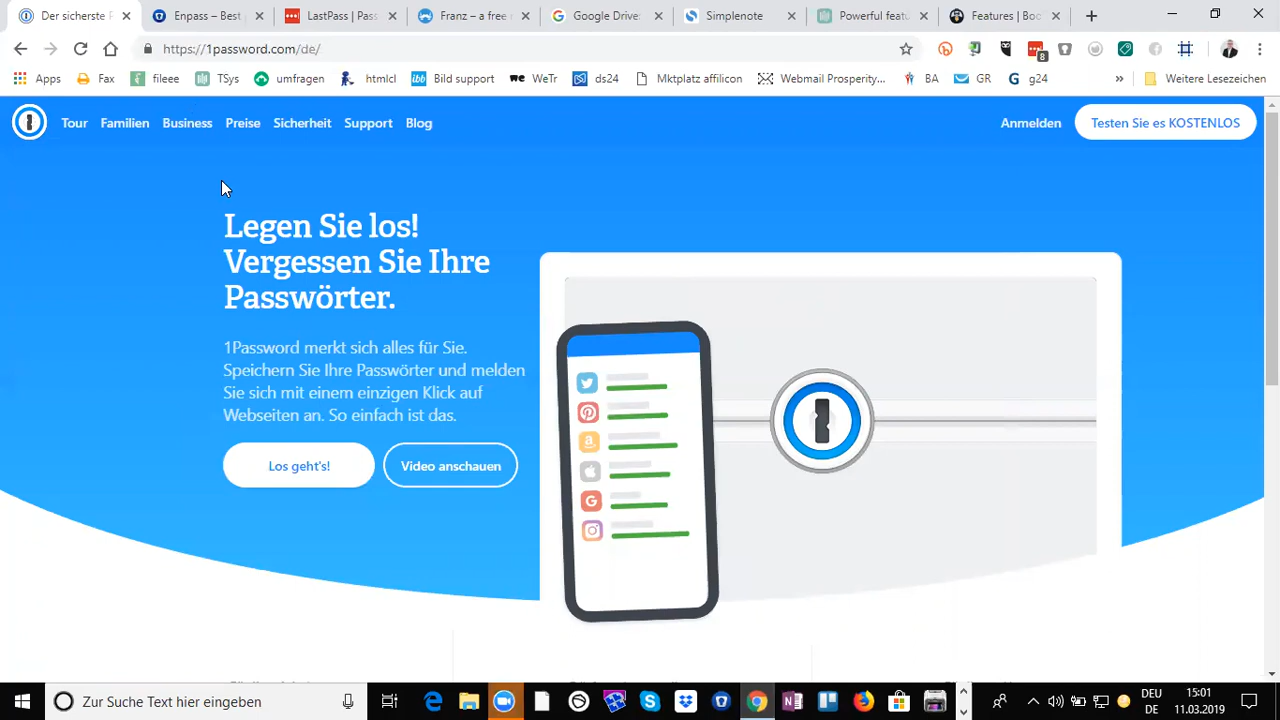 Der sicherste P
Enpass – Best p
LastPass | Pass
Franz – a free m
Google Drive:
Simplenote
Powerful featu
Features | Boo
https://1password.com/de/
8
Apps
Fax
fileee
TSys
umfragen
htmlcl
ibb
Bild support
WeTr
ds24
Mktplatz affilicon
Webmail Prosperity...
BA
GR
g24
»
Weitere Lesezeichen
Tour
Familien
Business
Preise
Sicherheit
Support
Blog
Anmelden
Testen Sie es KOSTENLOS
Legen Sie los!
Vergessen Sie Ihre
Passwörter.
1Password merkt sich alles für Sie.
Speichern Sie Ihre Passwörter und melden
Sie sich mit einem einzigen Klick auf
Webseiten an. So einfach ist das.
Los geht's!
Video anschauen
Zur Suche Text hier eingeben
DEU
DE
15:01
11.03.2019